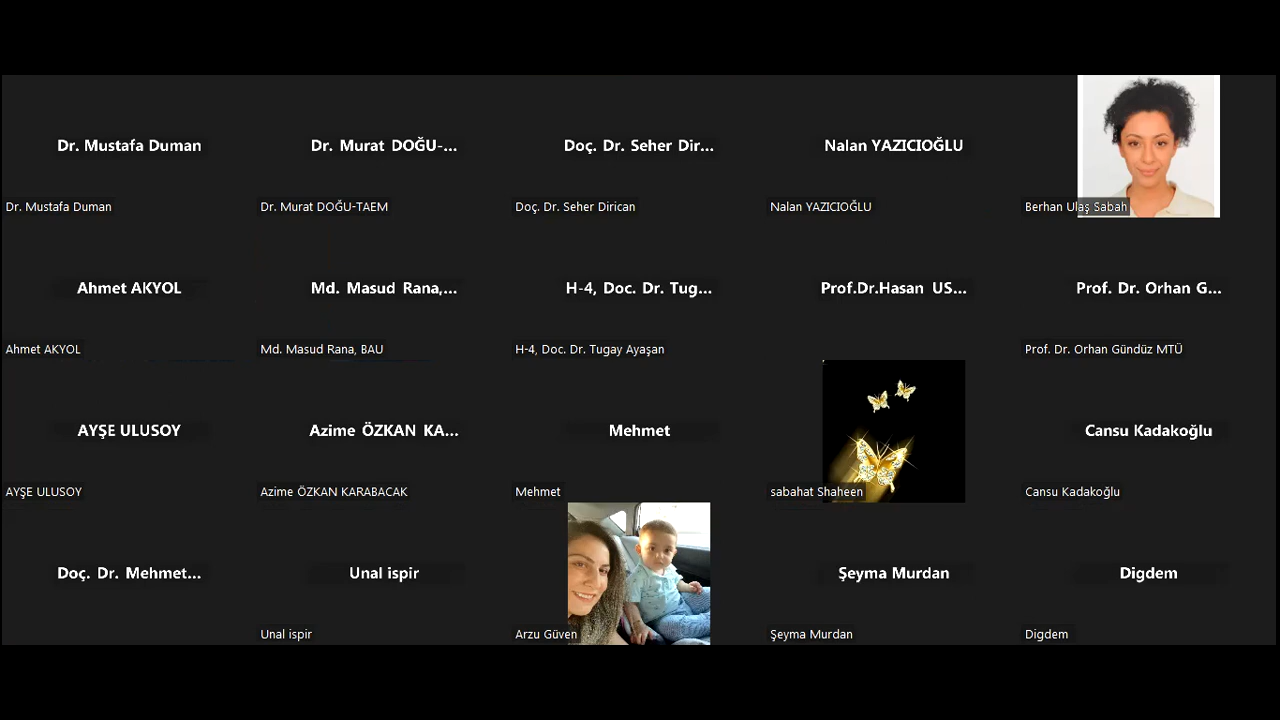 Dr. Mustafa Duman
Dr. Murat DOĞU-...
Doç. Dr. Seher Dir...
Nalan YAZICIOĞLU
Dr. Mustafa Duman
Dr. Murat DOĞU-TAEM
Doç. Dr. Seher Dirican
Nalan YAZICIOĞLU
Berhan Ulaş Sabah
Ahmet AKYOL
Md. Masud Rana,...
H-4, Doc. Dr. Tug...
Prof.Dr.Hasan US...
Prof. Dr. Orhan G...
Ahmet AKYOL
Md. Masud Rana, BAU
H-4, Doc. Dr. Tugay Ayaşan
Prof. Dr. Orhan Gündüz MTÜ
AYŞE ULUSOY
Azime ÖZKAN KA...
Mehmet
Cansu Kadakoğlu
AYŞE ULUSOY
Azime ÖZKAN KARABACAK
Mehmet
sabahat Shaheen
Cansu Kadakoğlu
Doç. Dr. Mehmet...
Unal ispir
Şeyma Murdan
Digdem
Unal ispir
Arzu Güven
Şeyma Murdan
Digdem